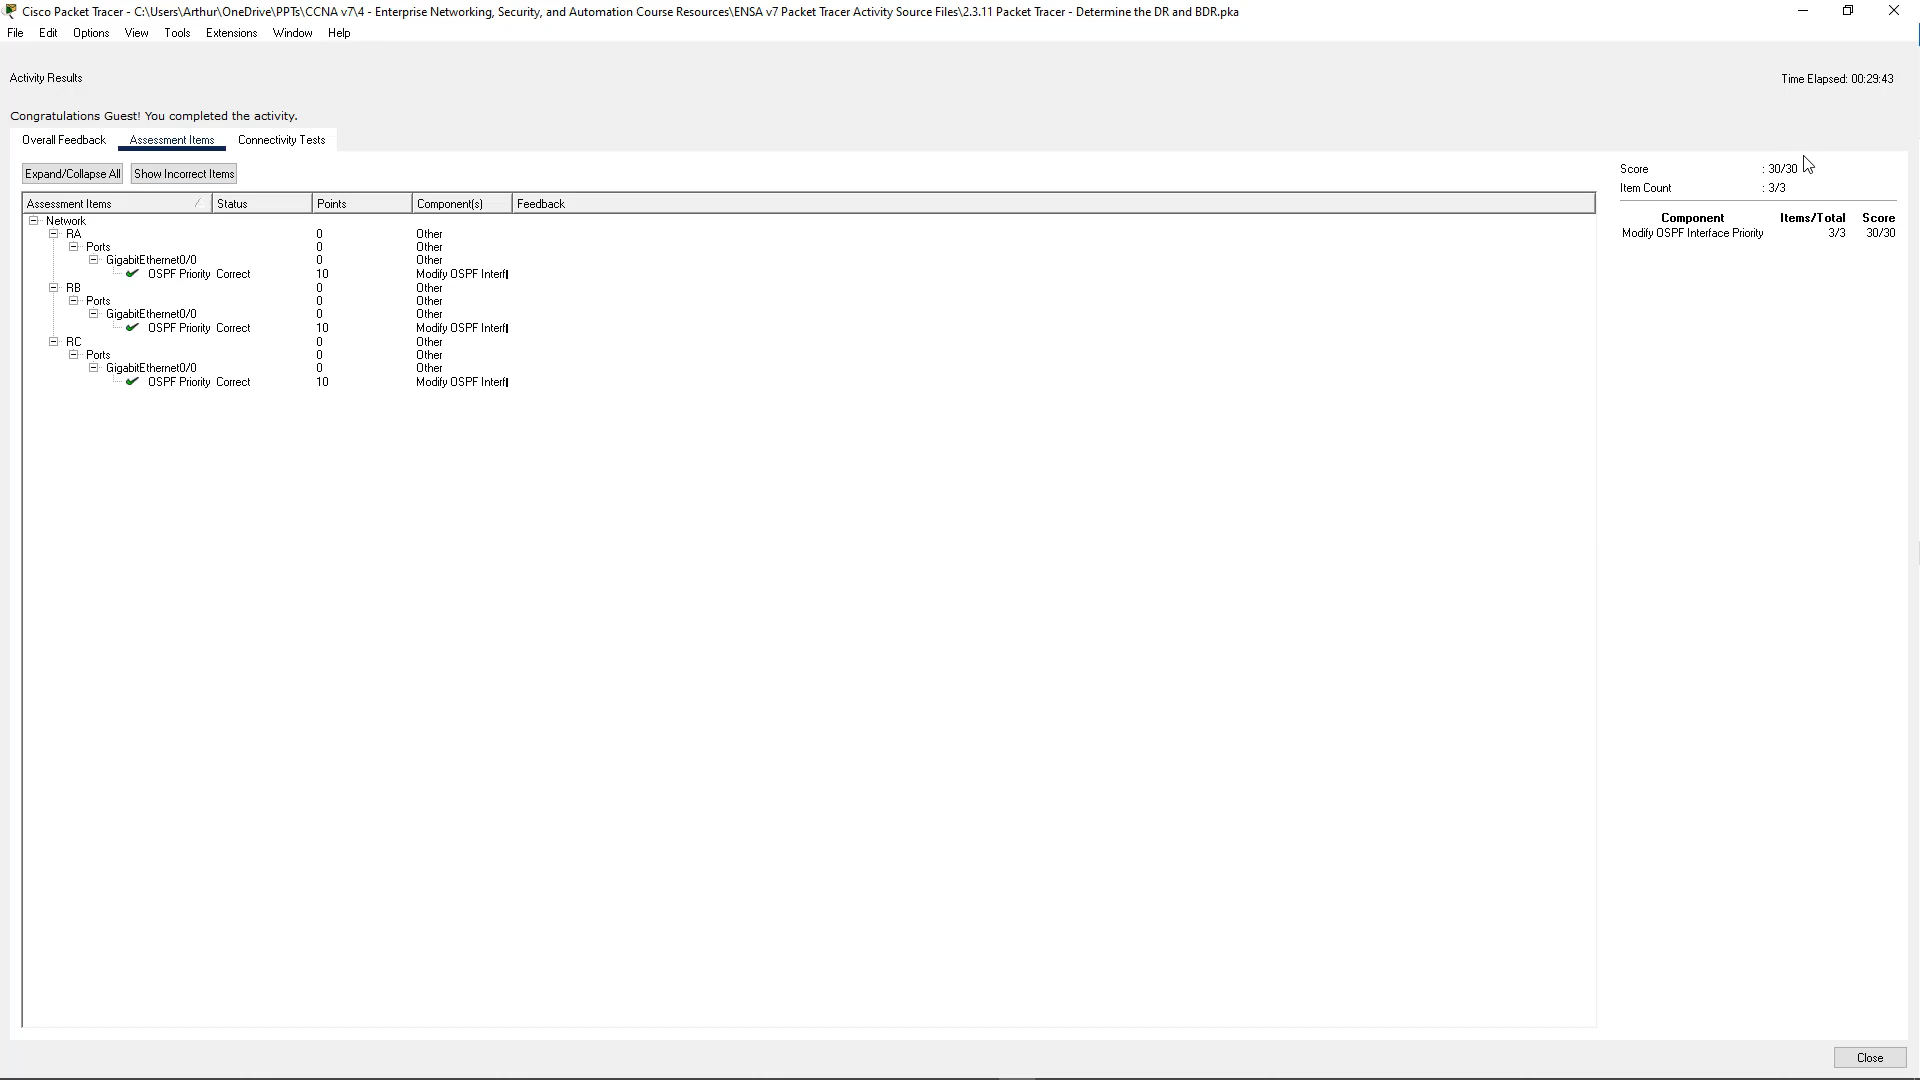 Cisco Packet Tracer - C:\Users\Arthur\OneDrive\PPTs\CCNA v7\4 - Enterprise Networking, Security, and Automation Course Resources\ENSA v7 Packet Tracer Activity Source Files\2.3.11 Packet Tracer - Determine the DR and BDR.pka
File Edit Options View Tools Extensions Window Help
Activity Results
Time Elapsed: 00:29:43
Congratulations Guest! You completed the activity.
Overall Feedback Assessment Items Connectivity Tests
Expand/Collapse All Show Incorrect Items
Assessment Items Status Points Component(s) Feedback
Network
RA 0 Other
Ports 0 Other
GigabitEthernet0/0 0 Other
OSPF Priority Correct 10 Modify OSPF Interf
RB 0 Other
Ports 0 Other
GigabitEthernet0/0 0 Other
OSPF Priority Correct 10 Modify OSPF Interf
RC 0 Other
Ports 0 Other
GigabitEthernet0/0 0 Other
OSPF Priority Correct 10 Modify OSPF Interf
Score : 30/30
Item Count : 3/3
Component Items/Total Score
Modify OSPF Interface Priority 3/3 30/30
Close